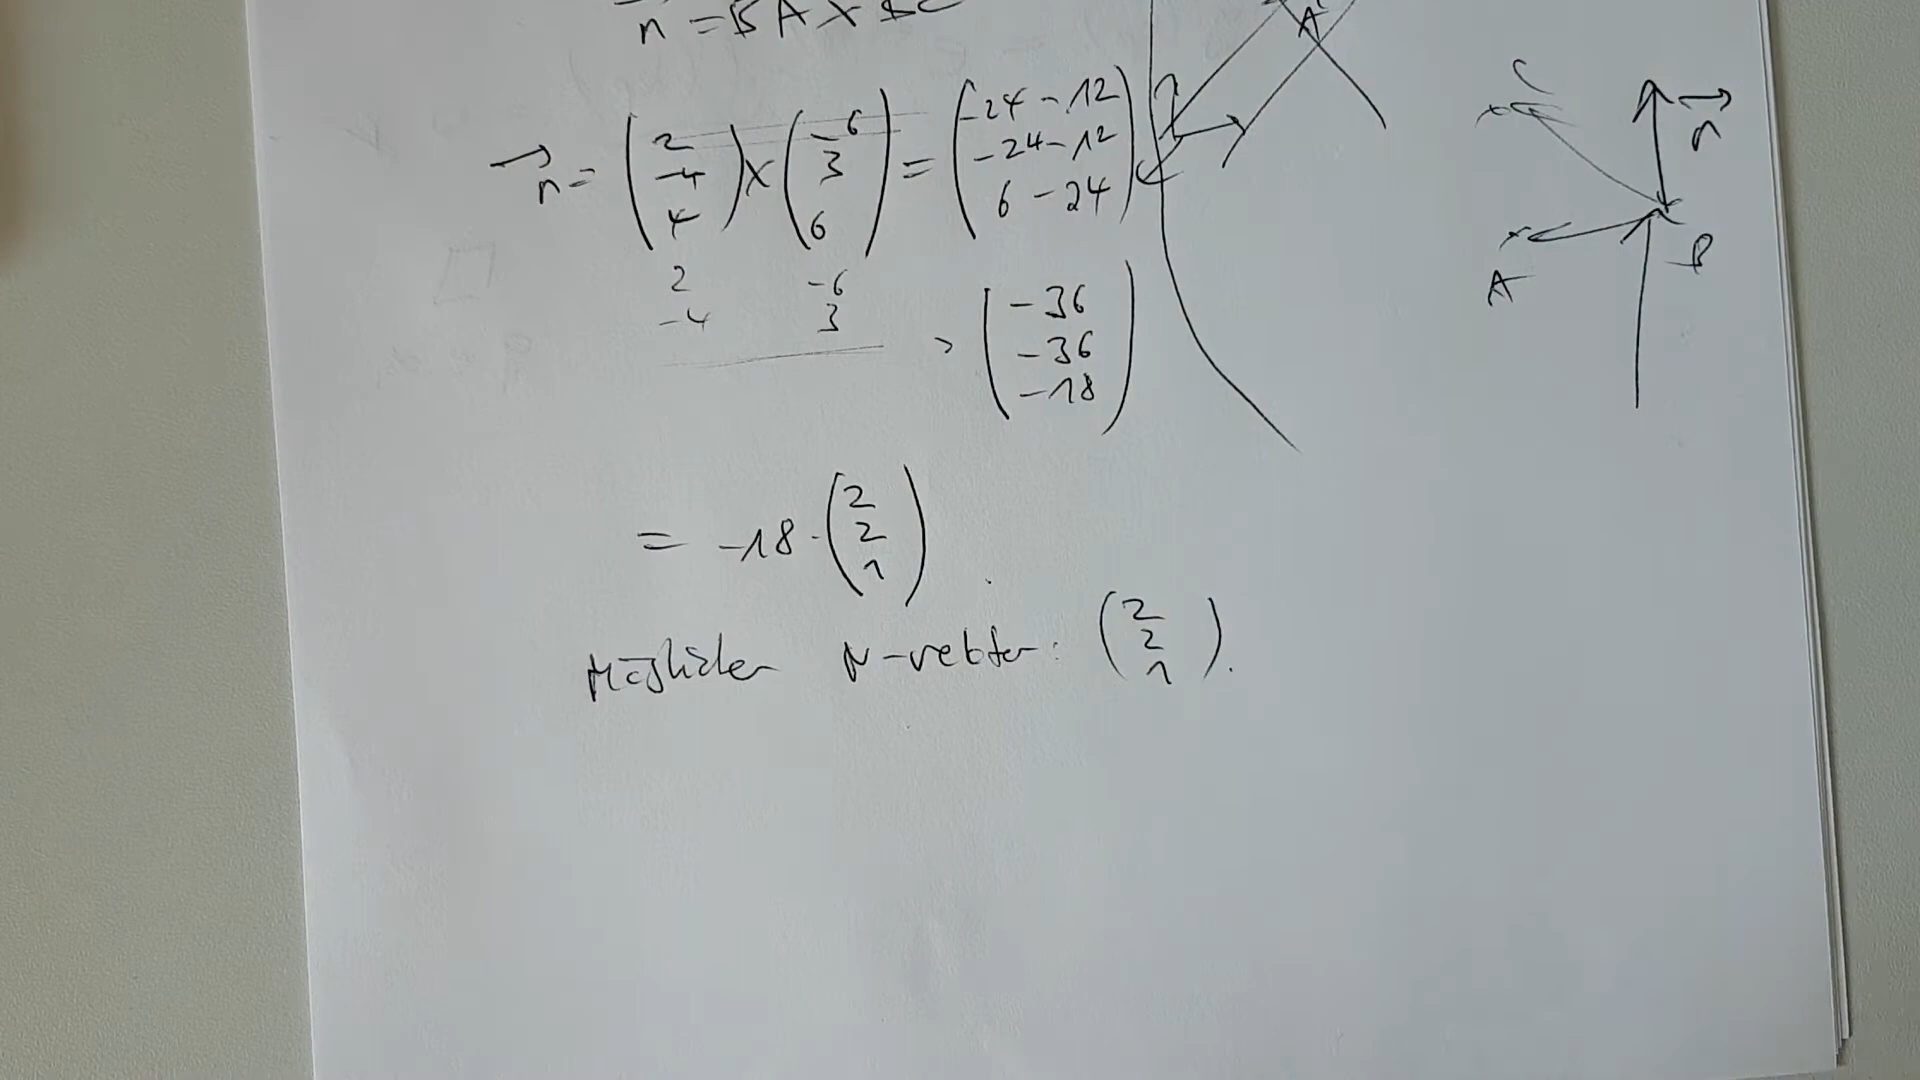 n = BA × BC
A
C
n⃗ = (2 -4 4) × (-6 3 6) = (-24-12 -24-12 6-24)
n⃗
B
A
2 -6
-4 3
(-36 -36 -18)
= -18 · (2 2 1)
Möglicher N-vektor: (2 2 1).